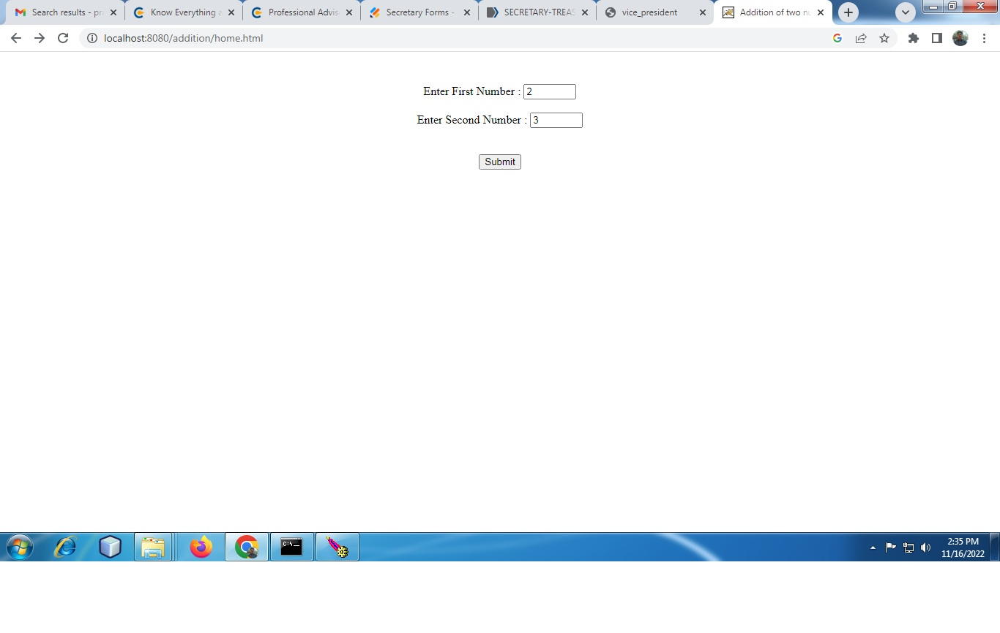 Search results - pra
Know Everything a
Professional Advis
Secretary Forms -
SECRETARY-TREAS
vice_president
Addition of two nu
localhost:8080/addition/home.html
Enter First Number : 2
Enter Second Number : 3
Submit
C:\_
2:35 PM
11/16/2022